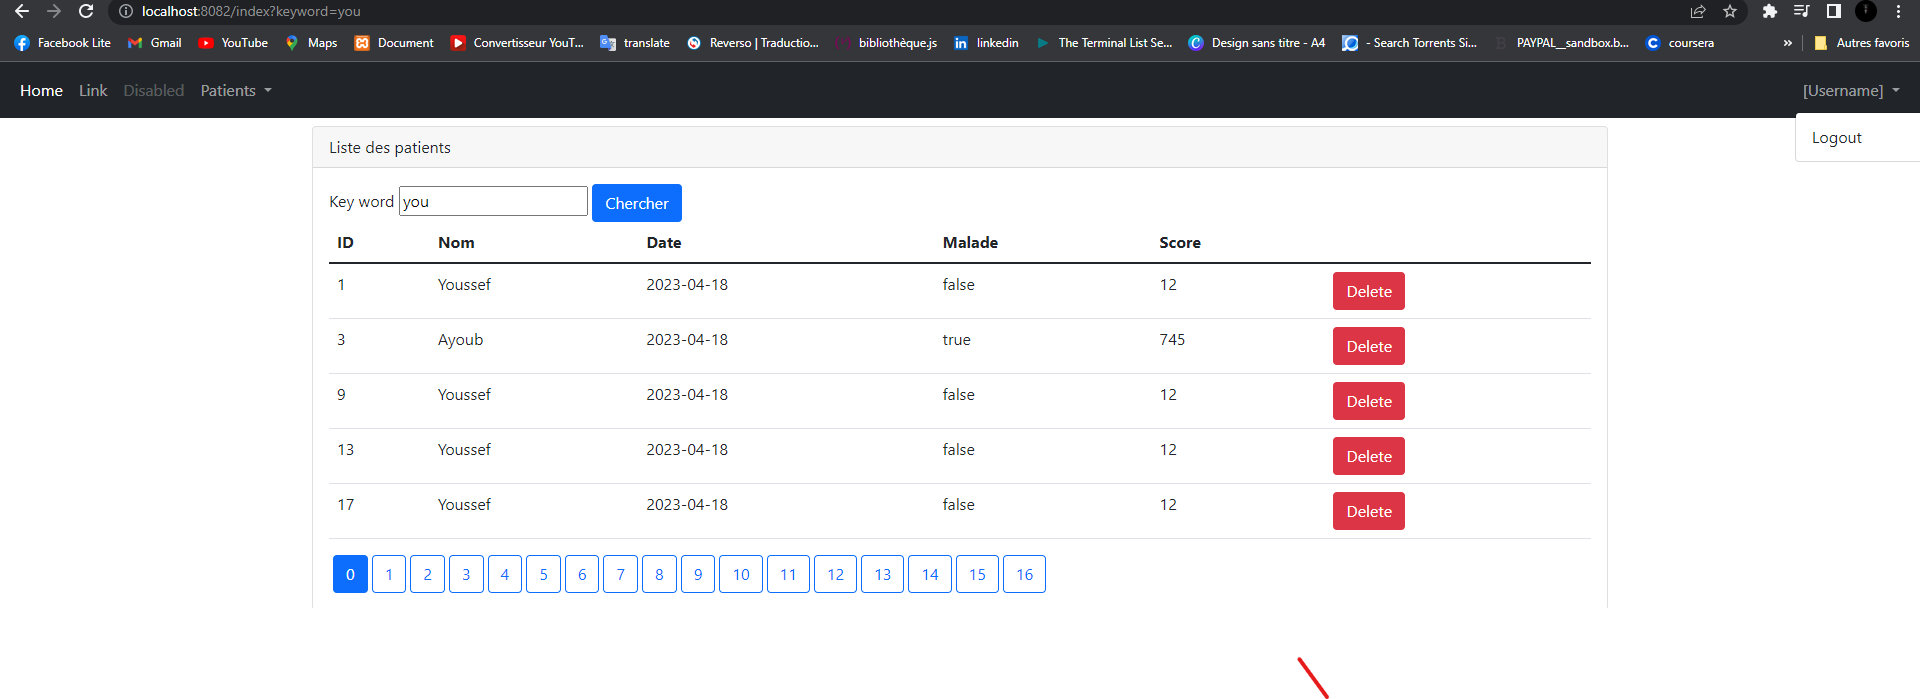 localhost:8082/index?keyword=you
Facebook Lite Gmail YouTube Maps Document Convertisseur YouT... translate Reverso | Traductio... bibliothèque.js linkedin The Terminal List Se... Design sans titre - A4 - Search Torrents Si... PAYPAL__sandbox.b... coursera » Autres favoris
Home Link Disabled Patients [Username]
Logout
Liste des patients
Key word you Chercher
ID Nom Date Malade Score
1 Youssef 2023-04-18 false 12 Delete
3 Ayoub 2023-04-18 true 745 Delete
9 Youssef 2023-04-18 false 12 Delete
13 Youssef 2023-04-18 false 12 Delete
17 Youssef 2023-04-18 false 12 Delete
0 1 2 3 4 5 6 7 8 9 10 11 12 13 14 15 16